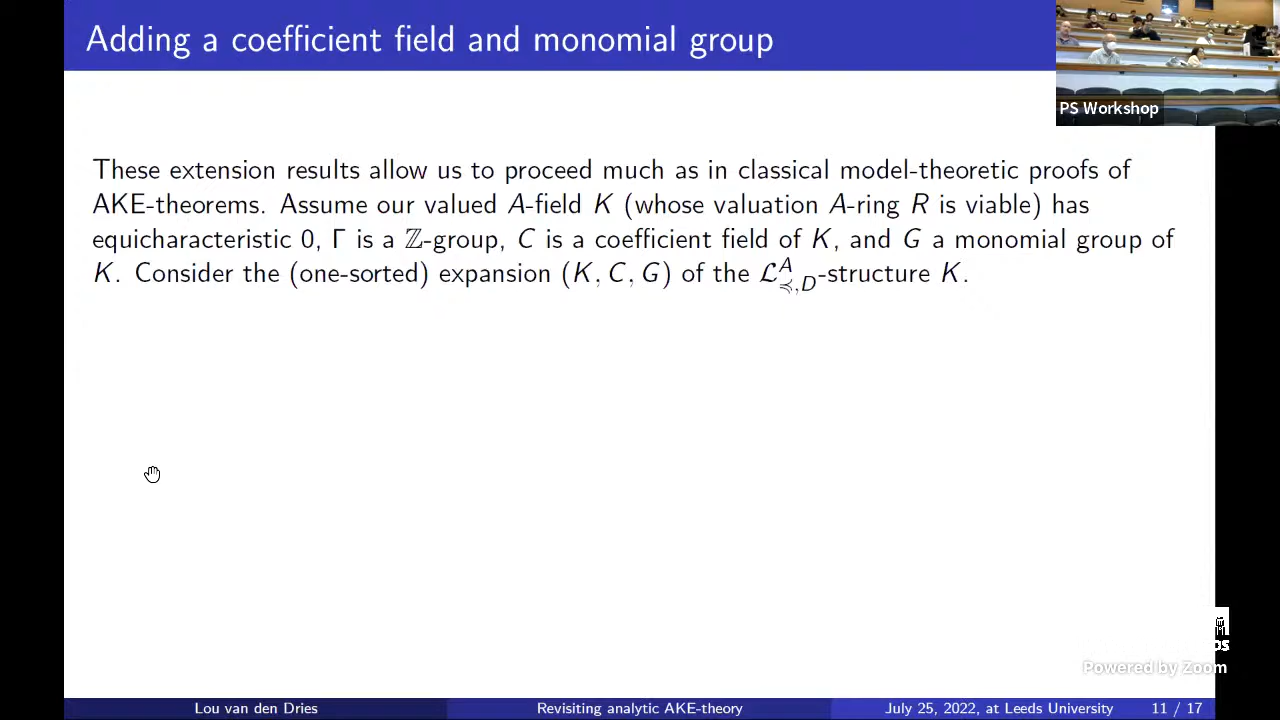 Adding a coefficient field and monomial group
PS Workshop
These extension results allow us to proceed much as in classical model-theoretic proofs of
AKE-theorems. Assume our valued A-field K (whose valuation A-ring R is viable) has
equicharacteristic 0, Γ is a ℤ-group, C is a coefficient field of K, and G a monomial group of
K. Consider the (one-sorted) expansion (K, C, G) of the ℒ^A_{≼,D}-structure K.
Powered by Zoom
Lou van den Dries
Revisiting analytic AKE-theory
July 25, 2022, at Leeds University
11 / 17